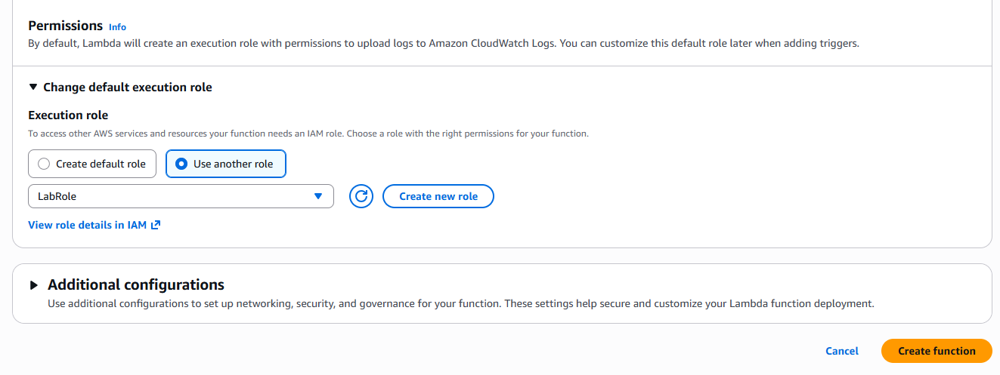 Permissions Info
By default, Lambda will create an execution role with permissions to upload logs to Amazon CloudWatch Logs. You can customize this default role later when adding triggers.
Change default execution role
Execution role
To access other AWS services and resources your function needs an IAM role. Choose a role with the right permissions for your function.
Create default role Use another role
LabRole Create new role
View role details in IAM
Additional configurations
Use additional configurations to set up networking, security, and governance for your function. These settings help secure and customize your Lambda function deployment.
Cancel Create function